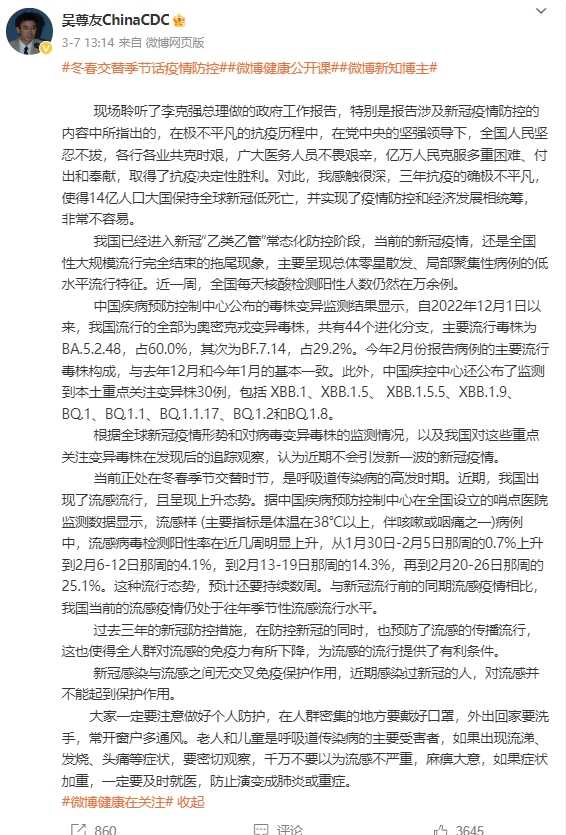 吴尊友ChinaCDC
3-7 13:14 来自 微博网页版
#冬春交替季节话疫情防控##微博健康公开课##微博新知博主#
现场聆听了李克强总理做的政府工作报告，特别是报告涉及新冠疫情防控的
内容中所指出的，在极不平凡的抗疫历程中，在党中央的坚强领导下，全国人民坚
忍不拔，各行各业共克时艰，广大医务人员不畏艰辛，亿万人民克服多重困难、付
出和奉献，取得了抗疫决定性胜利。对此，我感触很深，三年抗疫的确极不平凡，
使得14亿人口大国保持全球新冠低死亡，并实现了疫情防控和经济发展相统筹，
非常不容易。
我国已经进入新冠“乙类乙管”常态化防控阶段，当前的新冠疫情，还是全国
性大规模流行完全结束的拖尾现象，主要呈现总体零星散发、局部聚集性病例的低
水平流行特征。近一周，全国每天核酸检测阳性人数仍然在万余例。
中国疾病预防控制中心公布的毒株变异监测结果显示，自2022年12月1日以
来，我国流行的全部为奥密克戎变异毒株，共有44个进化分支，主要流行毒株为
BA.5.2.48，占60.0%，其次为BF.7.14，占29.2%。今年2月份报告病例的主要流行
毒株构成，与去年12月和今年1月的基本一致。此外，中国疾控中心还公布了监测
到本土重点关注变异株30例，包括 XBB.1、XBB.1.5、 XBB.1.5.5、XBB.1.9、
BQ.1、BQ.1.1、BQ.1.1.17、BQ.1.2和BQ.1.8。
根据全球新冠疫情形势和对病毒变异毒株的监测情况，以及我国对这些重点
关注变异毒株在发现后的追踪观察，认为近期不会引发新一波的新冠疫情。
当前正处在冬春季节交替时节，是呼吸道传染病的高发时期。近期，我国出
现了流感流行，且呈现上升态势。据中国疾病预防控制中心在全国设立的哨点医院
监测数据显示，流感样 (主要指标是体温在38℃以上，伴咳嗽或咽痛之一)病例
中，流感病毒检测阳性率在近几周明显上升，从1月30日-2月5日那周的0.7%上升
到2月6-12日那周的4.1%，到2月13-19日那周的14.3%，再到2月20-26日那周的
25.1%。这种流行态势，预计还要持续数周。与新冠流行前的同期流感疫情相比，
我国当前的流感疫情仍处于往年季节性流感流行水平。
过去三年的新冠防控措施，在防控新冠的同时，也预防了流感的传播流行，
这也使得全人群对流感的免疫力有所下降，为流感的流行提供了有利条件。
新冠感染与流感之间无交叉免疫保护作用，近期感染过新冠的人，对流感并
不能起到保护作用。
大家一定要注意做好个人防护，在人群密集的地方要戴好口罩，外出回家要洗
手，常开窗户多通风。老人和儿童是呼吸道传染病的主要受害者，如果出现流涕、
发烧、头痛等症状，要密切观察，千万不要以为流感不严重，麻痹大意，如果症状
加重，一定要及时就医，防止演变成肺炎或重症。
#微博健康在关注# 收起
860 评论 3645